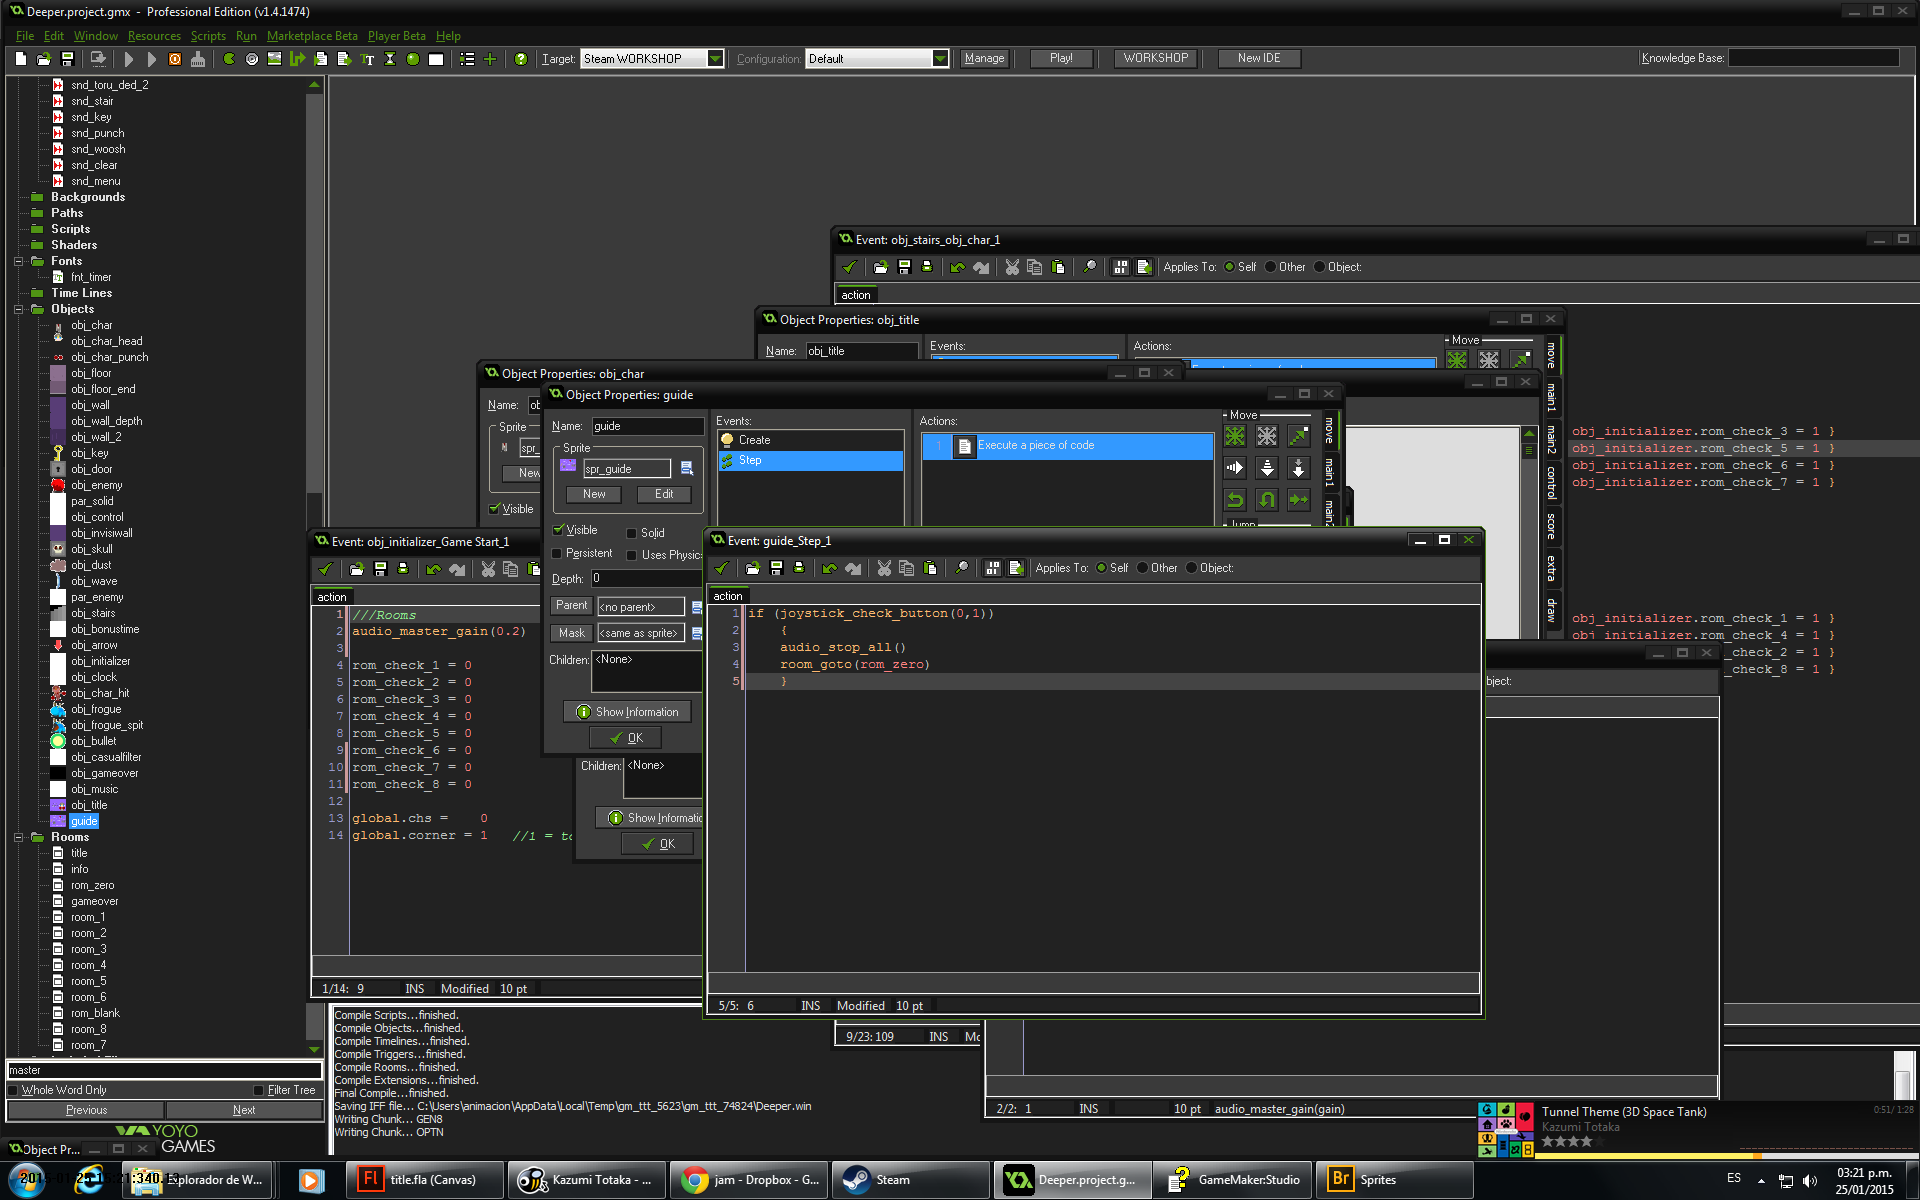 Deeper.project.gmx - Professional Edition (v1.4.1474)
File Edit Window Resources Scripts Run Marketplace Beta Player Beta Help
Target: Steam WORKSHOP Configuration: Default Manage Play! WORKSHOP New IDE Knowledge Base:
snd_toru_ded_2
snd_stair
snd_key
snd_punch
snd_woosh
snd_clear
snd_menu
Backgrounds
Paths
Scripts
Shaders
Fonts
fnt_timer
Time Lines
Objects
obj_char
obj_char_head
obj_char_punch
obj_floor
obj_floor_end
obj_wall
obj_wall_depth
obj_wall_2
obj_key
obj_door
obj_enemy
par_solid
obj_control
obj_invisiwall
obj_skull
obj_dust
obj_wave
par_enemy
obj_stairs
obj_bonustime
obj_arrow
obj_initializer
obj_clock
obj_char_hit
obj_frogue
obj_frogue_spit
obj_bullet
obj_casualfilter
obj_gameover
obj_music
obj_title
guide
Rooms
title
info
rom_zero
gameover
room_1
room_2
room_3
room_4
room_5
room_6
rom_blank
room_8
room_7
master
Whole Word Only Filter Tree
Previous Next
YOYO
GAMES
Object Pr...
Event: obj_stairs_obj_char_1
Applies To: Self Other Object:
action
Object Properties: obj_title
Name: obj_title Events: Actions: Move
move
main1
main2
control
score
extra
draw
obj_initializer.rom_check_3 = 1 }
obj_initializer.rom_check_5 = 1 }
obj_initializer.rom_check_6 = 1 }
obj_initializer.rom_check_7 = 1 }
obj_initializer.rom_check_1 = 1 }
_check_4 = 1 }
_check_2 = 1 }
_check_8 = 1 }
Object Properties: obj_char
Name:
Sprite
spr_
New
Visible
Object Properties: guide
Name: guide
Sprite
spr_guide
New Edit
Visible Solid
Persistent Uses Physic
Depth: 0
Parent <no parent>
Mask <same as sprite>
Children: <None>
Show Information
OK
Events:
Create
Step
Actions:
1 Execute a piece of code
Move
Jump
move
main1
Children: <None>
Show Informatio
OK
Event: obj_initializer_Game Start_1
action
1 ///Rooms
2 audio_master_gain(0.2)
3
4 rom_check_1 = 0
5 rom_check_2 = 0
6 rom_check_3 = 0
7 rom_check_4 = 0
8 rom_check_5 = 0
9 rom_check_6 = 0
10 rom_check_7 = 0
11 rom_check_8 = 0
12
13 global.chs = 0
14 global.corner = 1 //1 = to
1/14: 9 INS Modified 10 pt
Event: guide_Step_1
Applies To: Self Other Object:
action
1 if (joystick_check_button(0,1))
2 {
3 audio_stop_all()
4 room_goto(rom_zero)
5 }
5/5: 6 INS Modified 10 pt
bject:
9/23: 109 INS Mo
2/2: 1 INS 10 pt audio_master_gain(gain)
Compile Scripts...finished.
Compile Objects...finished.
Compile Timelines...finished.
Compile Triggers...finished.
Compile Rooms...finished.
Compile Extensions...finished.
Final Compile...finished.
Saving IFF file... C:\Users\animacion\AppData\Local\Temp\gm_ttt_5623\gm_ttt_74824\Deeper.win
Writing Chunk... GEN8
Writing Chunk... OPTN
Tunnel Theme (3D Space Tank) 0:51/ 1:28
Kazumi Totaka
Explorador de W... title.fla (Canvas) Kazumi Totaka - ... jam - Dropbox - G... Steam Deeper.project.g... GameMaker:Studio Sprites
ES 03:21 p.m.
25/01/2015